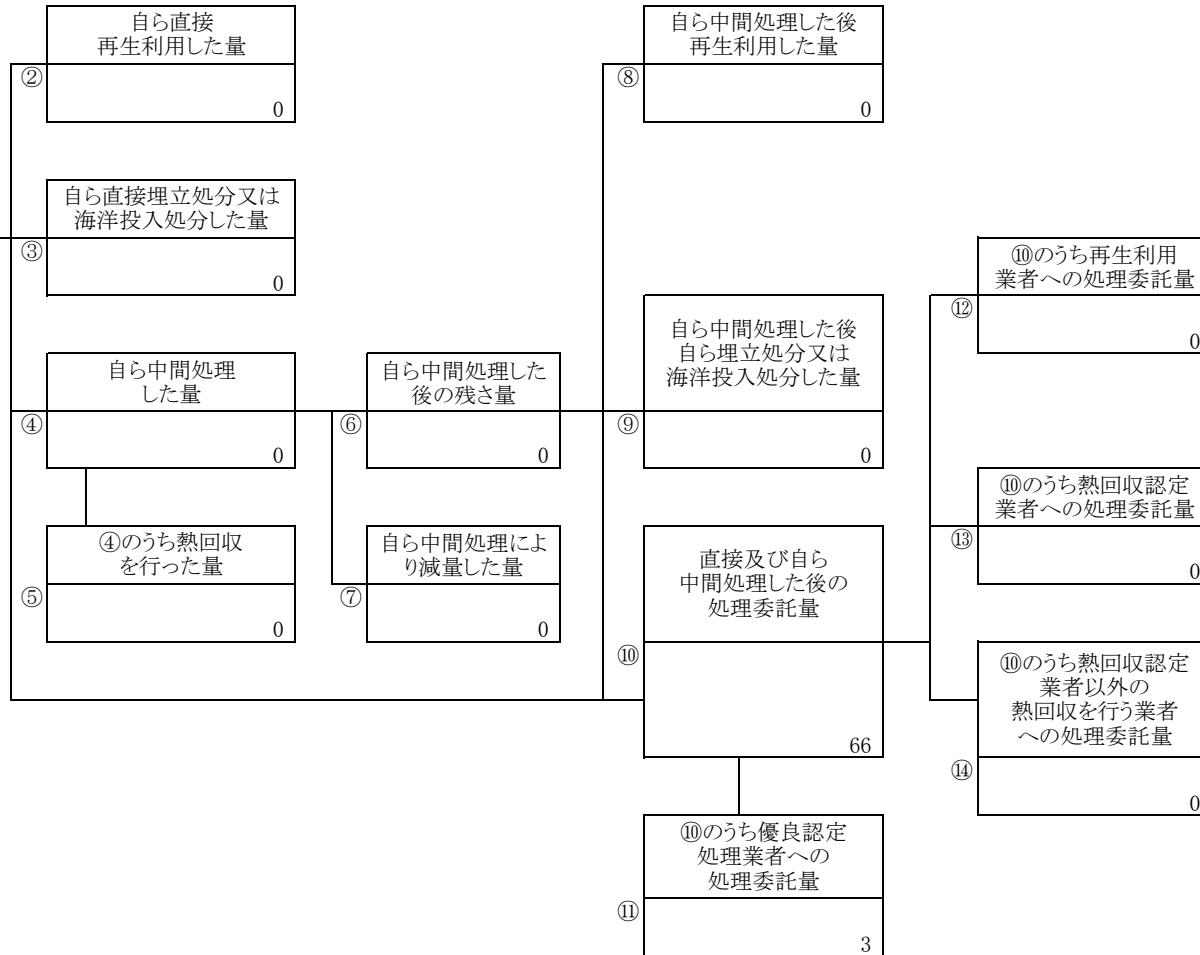 自ら直接
再生利用した量
②
0
自ら中間処理した後
再生利用した量
⑧
0
自ら直接埋立処分又は
海洋投入処分した量
③
0
⑩のうち再生利用
業者への処理委託量
⑫
0
自ら中間処理
した量
④
0
自ら中間処理した
後の残さ量
⑥
0
自ら中間処理した後
自ら埋立処分又は
海洋投入処分した量
⑨
0
⑩のうち熱回収認定
業者への処理委託量
⑬
0
④のうち熱回収
を行った量
⑤
0
自ら中間処理によ
り減量した量
⑦
0
直接及び自ら
中間処理した後の
処理委託量
⑩
66
⑩のうち熱回収認定
業者以外の
熱回収を行う業者
への処理委託量
⑭
0
⑩のうち優良認定
処理業者への
処理委託量
⑪
3